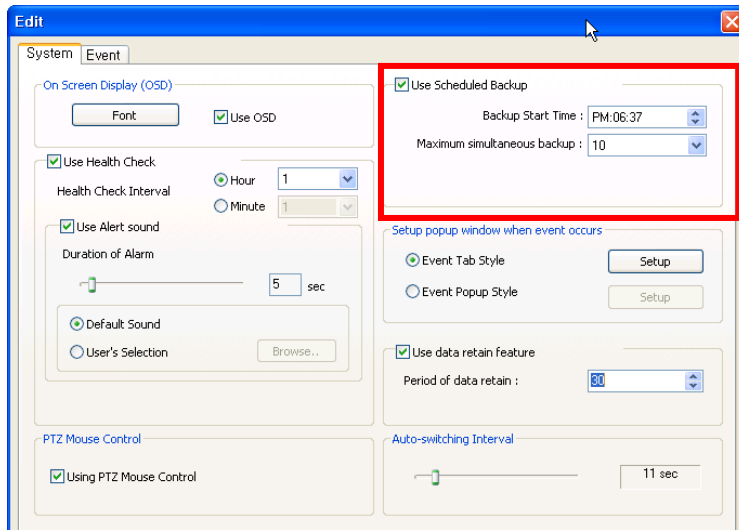 Edit
System Event
On Screen Display (OSD)
Font
Use OSD
Use Health Check
Health Check Interval
Hour 1
Minute 1
Use Alert sound
Duration of Alarm
5 sec
Default Sound
User's Selection
Browse..
PTZ Mouse Control
Using PTZ Mouse Control
Use Scheduled Backup
Backup Start Time : PM:06:37
Maximum simultaneous backup : 10
Setup popup window when event occurs
Event Tab Style Setup
Event Popup Style Setup
Use data retain feature
Period of data retain : 30
Auto-switching Interval
11 sec